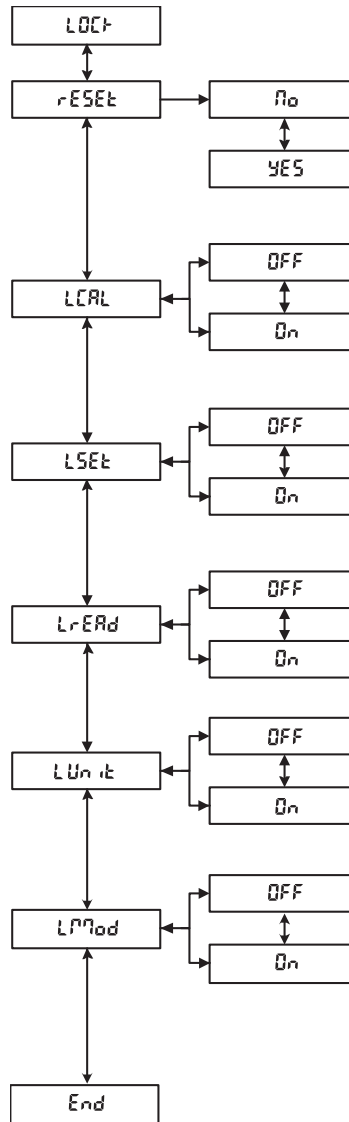 LOCk
rESEt
No
YES
LCAL
OFF
On
LSEt
OFF
On
LrEAd
OFF
On
LUnit
OFF
On
LMod
OFF
On
End